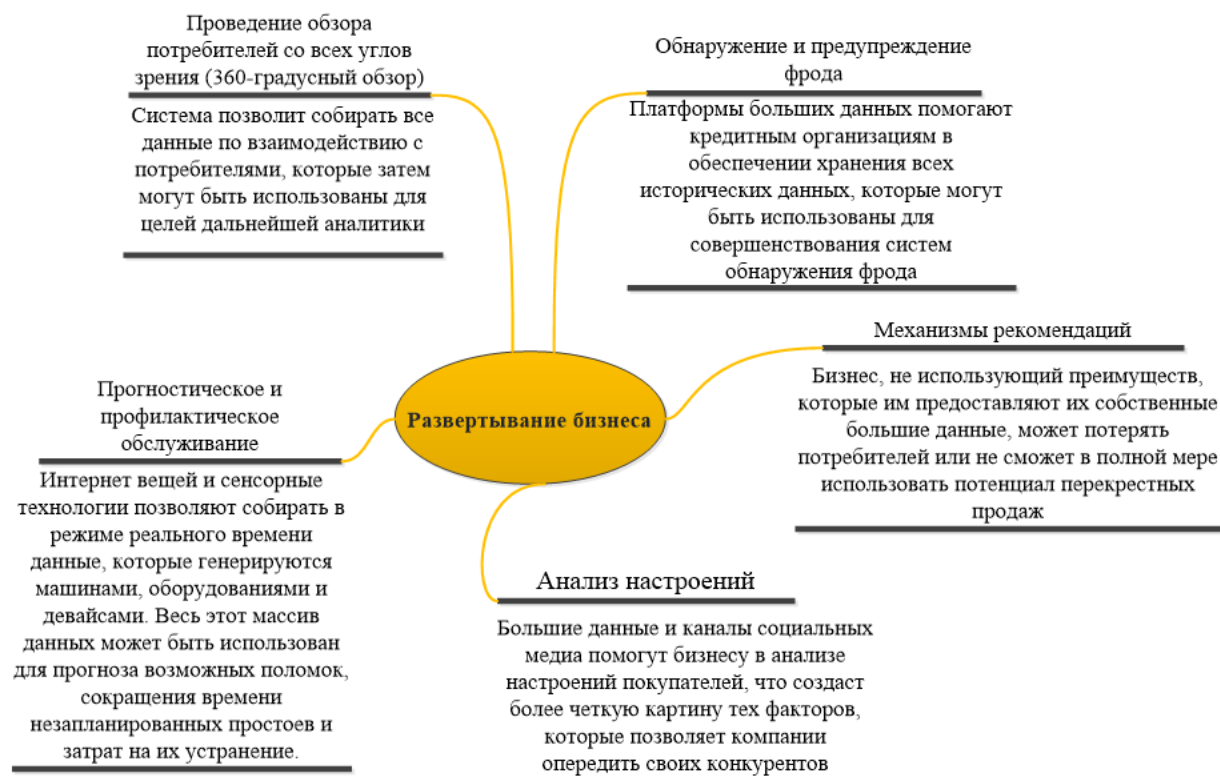 Проведение обзора
потребителей со всех углов
зрения (360-градусный обзор)
Система позволит собирать все
данные по взаимодействию с
потребителями, которые затем
могут быть использованы для
целей дальнейшей аналитики
Обнаружение и предупреждение
фрода
Платформы больших данных помогают
кредитным организациям в
обеспечении хранения всех
исторических данных, которые могут
быть использованы для
совершенствования систем
обнаружения фрода
Механизмы рекомендаций
Бизнес, не использующий преимуществ,
которые им предоставляют их собственные
большие данные, может потерять
потребителей или не сможет в полной мере
использовать потенциал перекрестных
продаж
Развертывание бизнеса
Прогностическое и
профилактическое
обслуживание
Интернет вещей и сенсорные
технологии позволяют собирать в
режиме реального времени
данные, которые генерируются
машинами, оборудованиями и
девайсами. Весь этот массив
данных может быть использован
для прогноза возможных поломок,
сокращения времени
незапланированных простоев и
затрат на их устранение.
Анализ настроений
Большие данные и каналы социальных
медиа помогут бизнесу в анализе
настроений покупателей, что создаст
более четкую картину тех факторов,
которые позволяет компании
опередить своих конкурентов